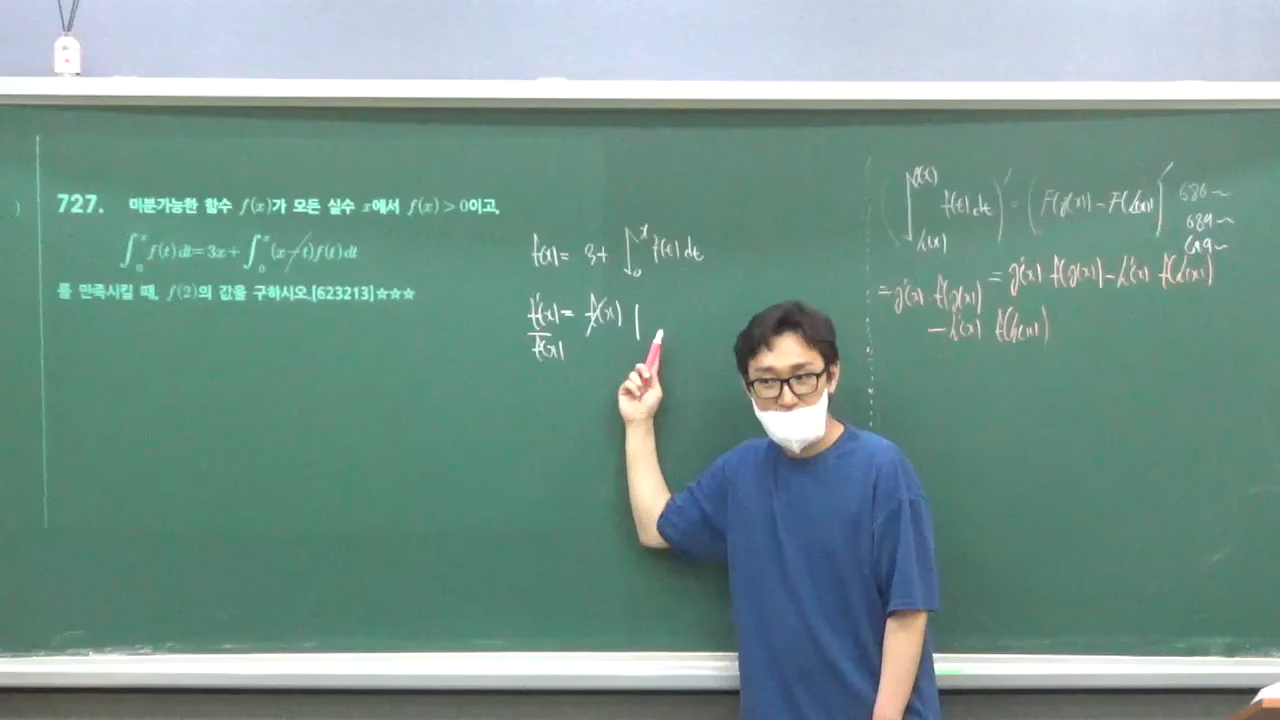 727. 미분가능한 함수 f(x)가 모든 실수 x에서 f(x) > 0이고,
∫₀ˣ f(t)dt = 3x + ∫₀ˣ (x−t)f(t)dt
를 만족시킬 때, f(2)의 값을 구하시오.[623213]☆☆☆
f(x) = 3 + ∫₀ˣ f(t) dt
f'(x) = f(x) |
f(x)
(∫_{h(x)}^{g(x)} f(t) dt)' = (F(g(x)) − F(h(x)))'
686~
689~
= g'(x) f(g(x)) − h'(x) f(h(x))
= g'(x) · f(g(x))
− h'(x) f(h(x))